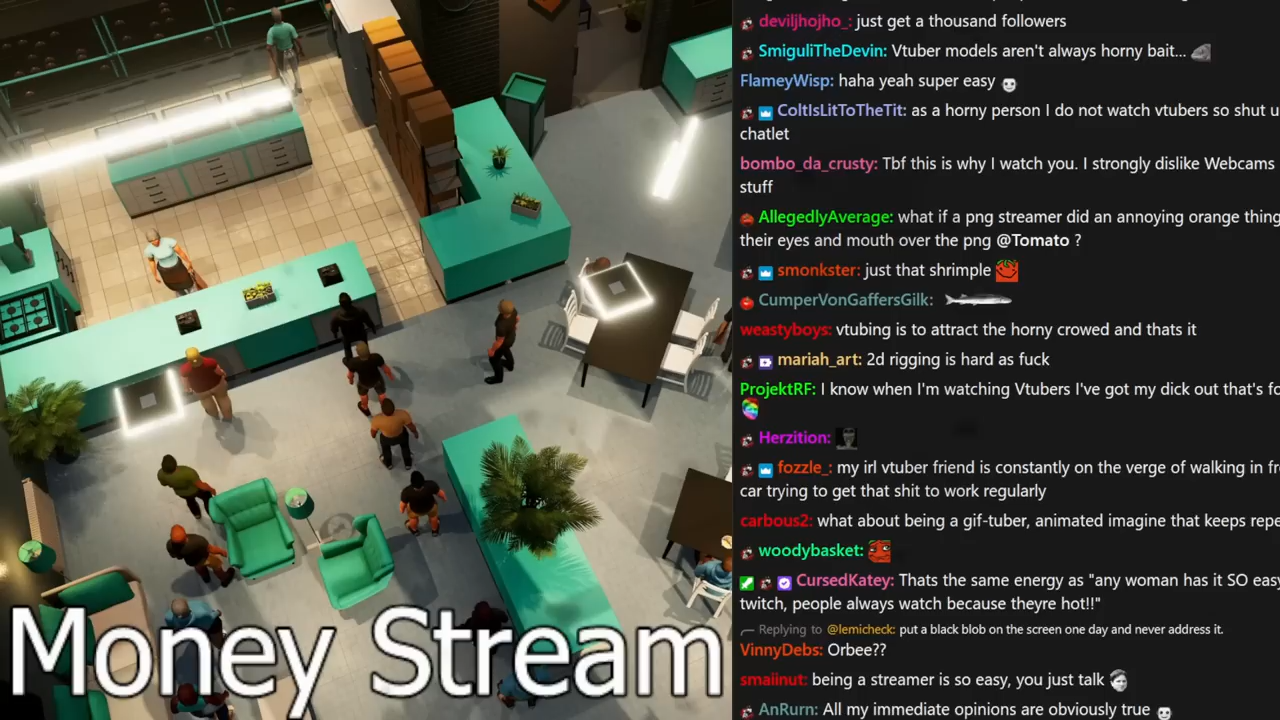 deviljhojho_: just get a thousand followers
SmiguliTheDevin: Vtuber models aren't always horny bait...
FlameyWisp: haha yeah super easy
ColtIsLitToTheTit: as a horny person I do not watch vtubers so shut u
chatlet
bombo_da_crusty: Tbf this is why I watch you. I strongly dislike Webcams
stuff
AllegedlyAverage: what if a png streamer did an annoying orange thing
their eyes and mouth over the png @Tomato ?
smonkster: just that shrimple
CumperVonGaffersGilk:
weastyboys: vtubing is to attract the horny crowed and thats it
mariah_art: 2d rigging is hard as fuck
ProjektRF: I know when I'm watching Vtubers I've got my dick out that's fo
Herzition:
fozzle_: my irl vtuber friend is constantly on the verge of walking in fr
car trying to get that shit to work regularly
carbous2: what about being a gif-tuber, animated imagine that keeps repe
woodybasket:
CursedKatey: Thats the same energy as "any woman has it SO easy
twitch, people always watch because theyre hot!!"
Replying to @lemicheck: put a black blob on the screen one day and never address it.
VinnyDebs: Orbee??
smaiinut: being a streamer is so easy, you just talk
AnRurn: All my immediate opinions are obviously true
Money Stream